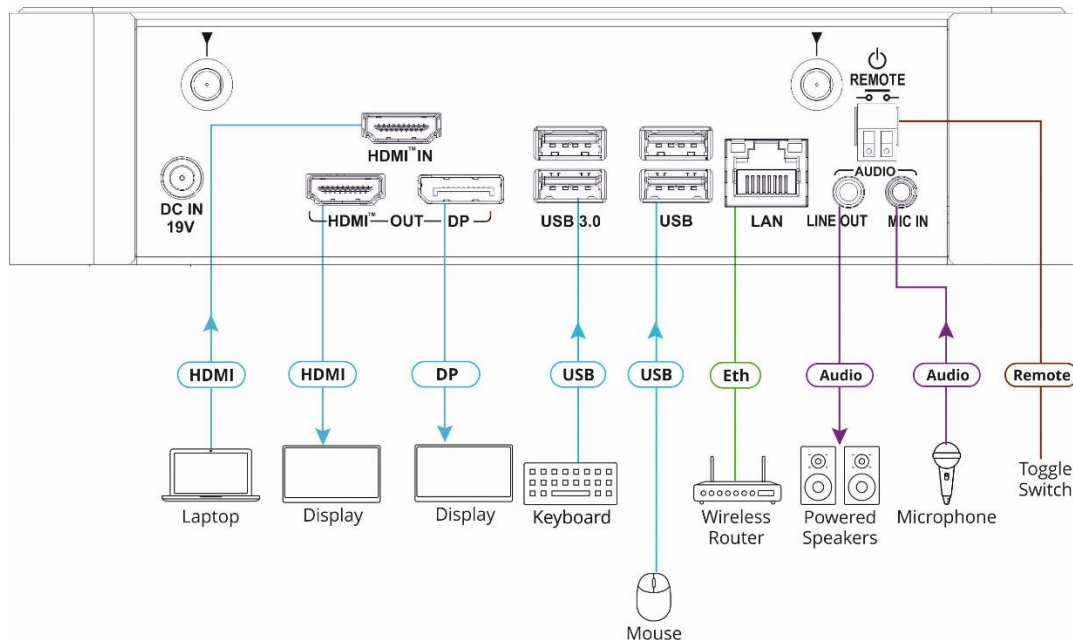 REMOTE
HDMI™ IN
AUDIO
DC IN
19V
HDMI™ OUT DP
USB 3.0
USB
LAN
LINE OUT
MIC IN
HDMI
HDMI
DP
USB
USB
Eth
Audio
Audio
Remote
Laptop
Display
Display
Keyboard
Wireless
Router
Powered
Speakers
Microphone
Toggle
Switch
Mouse